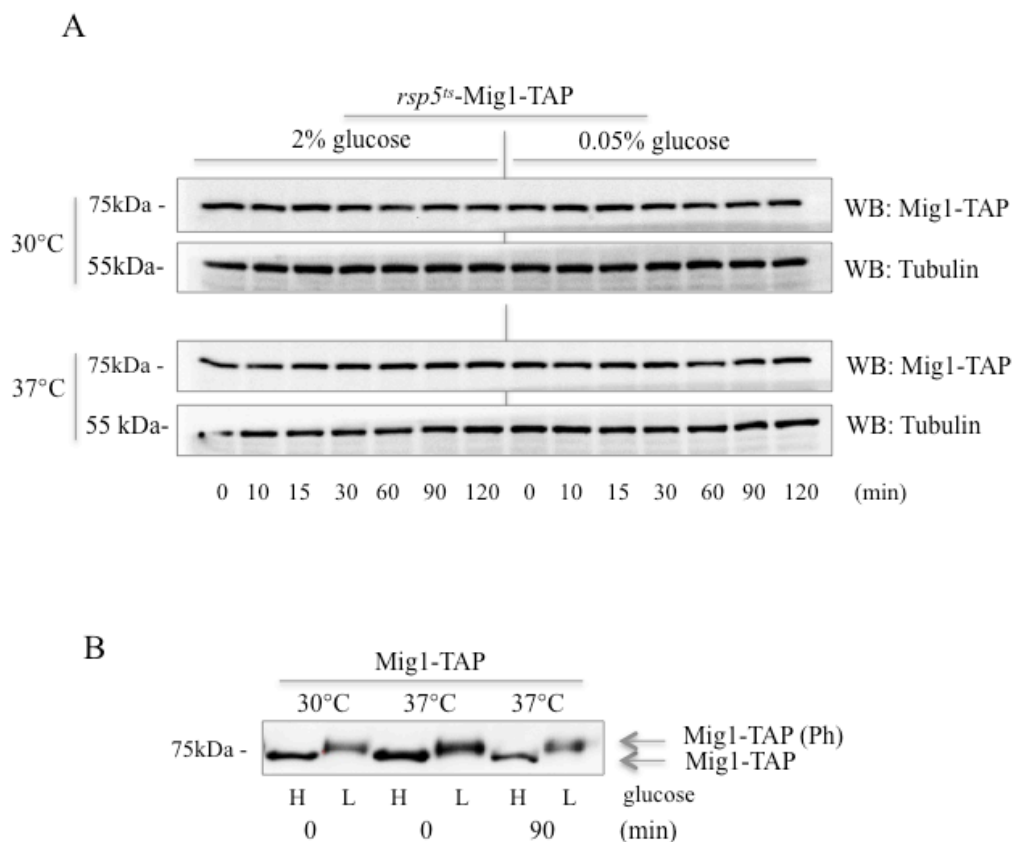 A
rsp5ts-Mig1-TAP
2% glucose 0.05% glucose
75kDa - WB: Mig1-TAP
30°C
55kDa- WB: Tubulin
75kDa - WB: Mig1-TAP
37°C
55 kDa- WB: Tubulin
0 10 15 30 60 90 120 0 10 15 30 60 90 120 (min)
B
Mig1-TAP
30°C 37°C 37°C
Mig1-TAP (Ph)
75kDa - Mig1-TAP
H L H L H L glucose
0 0 90 (min)